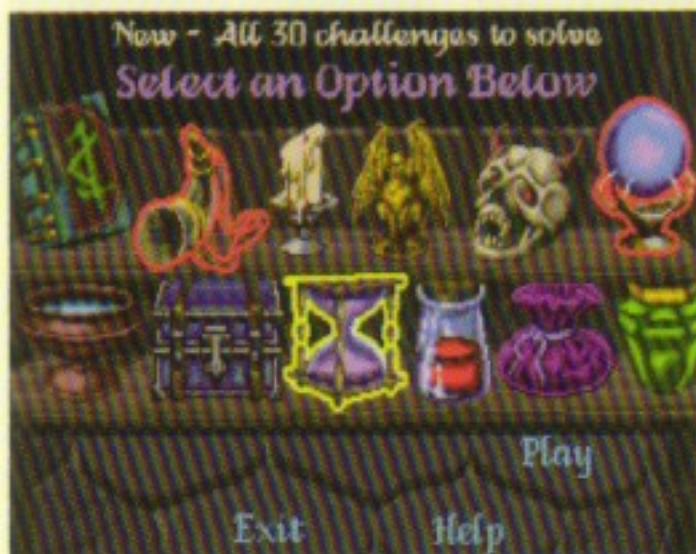 New - All 30 challenges to solve
Select an Option Below
Play
Exit
Help